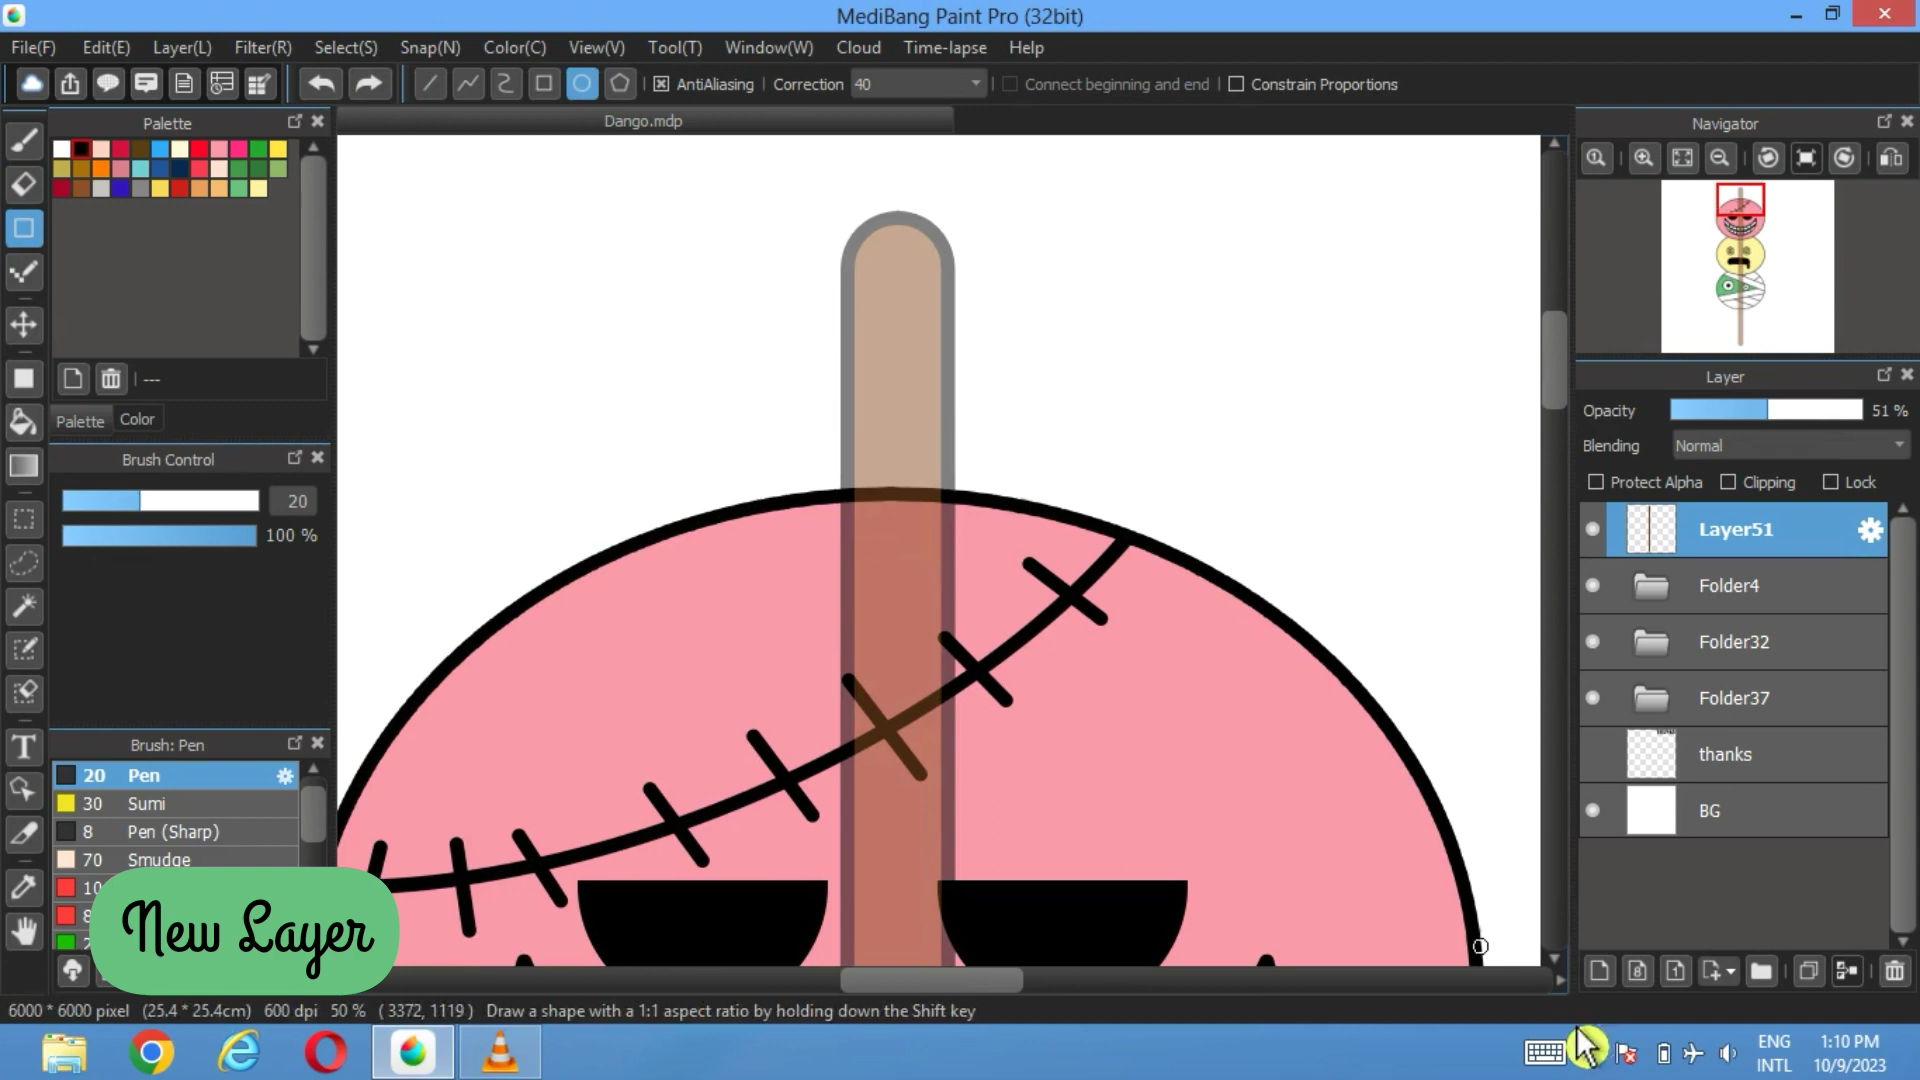 MediBang Paint Pro (32bit)
File(F) Edit(E) Layer(L) Filter(R) Select(S) Snap(N) Color(C) View(V) Tool(T) Window(W) Cloud Time-lapse Help
AntiAliasing Correction 40 Connect beginning and end Constrain Proportions
Palette
Dango.mdp
Navigator
---
Palette Color
Brush Control
20
100 %
Brush: Pen
20 Pen
30 Sumi
8 Pen (Sharp)
70 Smudge
10
8
New Layer
Layer
Opacity 51 %
Blending Normal
Protect Alpha Clipping Lock
Layer51
Folder4
Folder32
Folder37
thanks
BG
6000 * 6000 pixel (25.4 * 25.4cm) 600 dpi 50 % ( 3372, 1119 ) Draw a shape with a 1:1 aspect ratio by holding down the Shift key
ENG
INTL
1:10 PM
10/9/2023